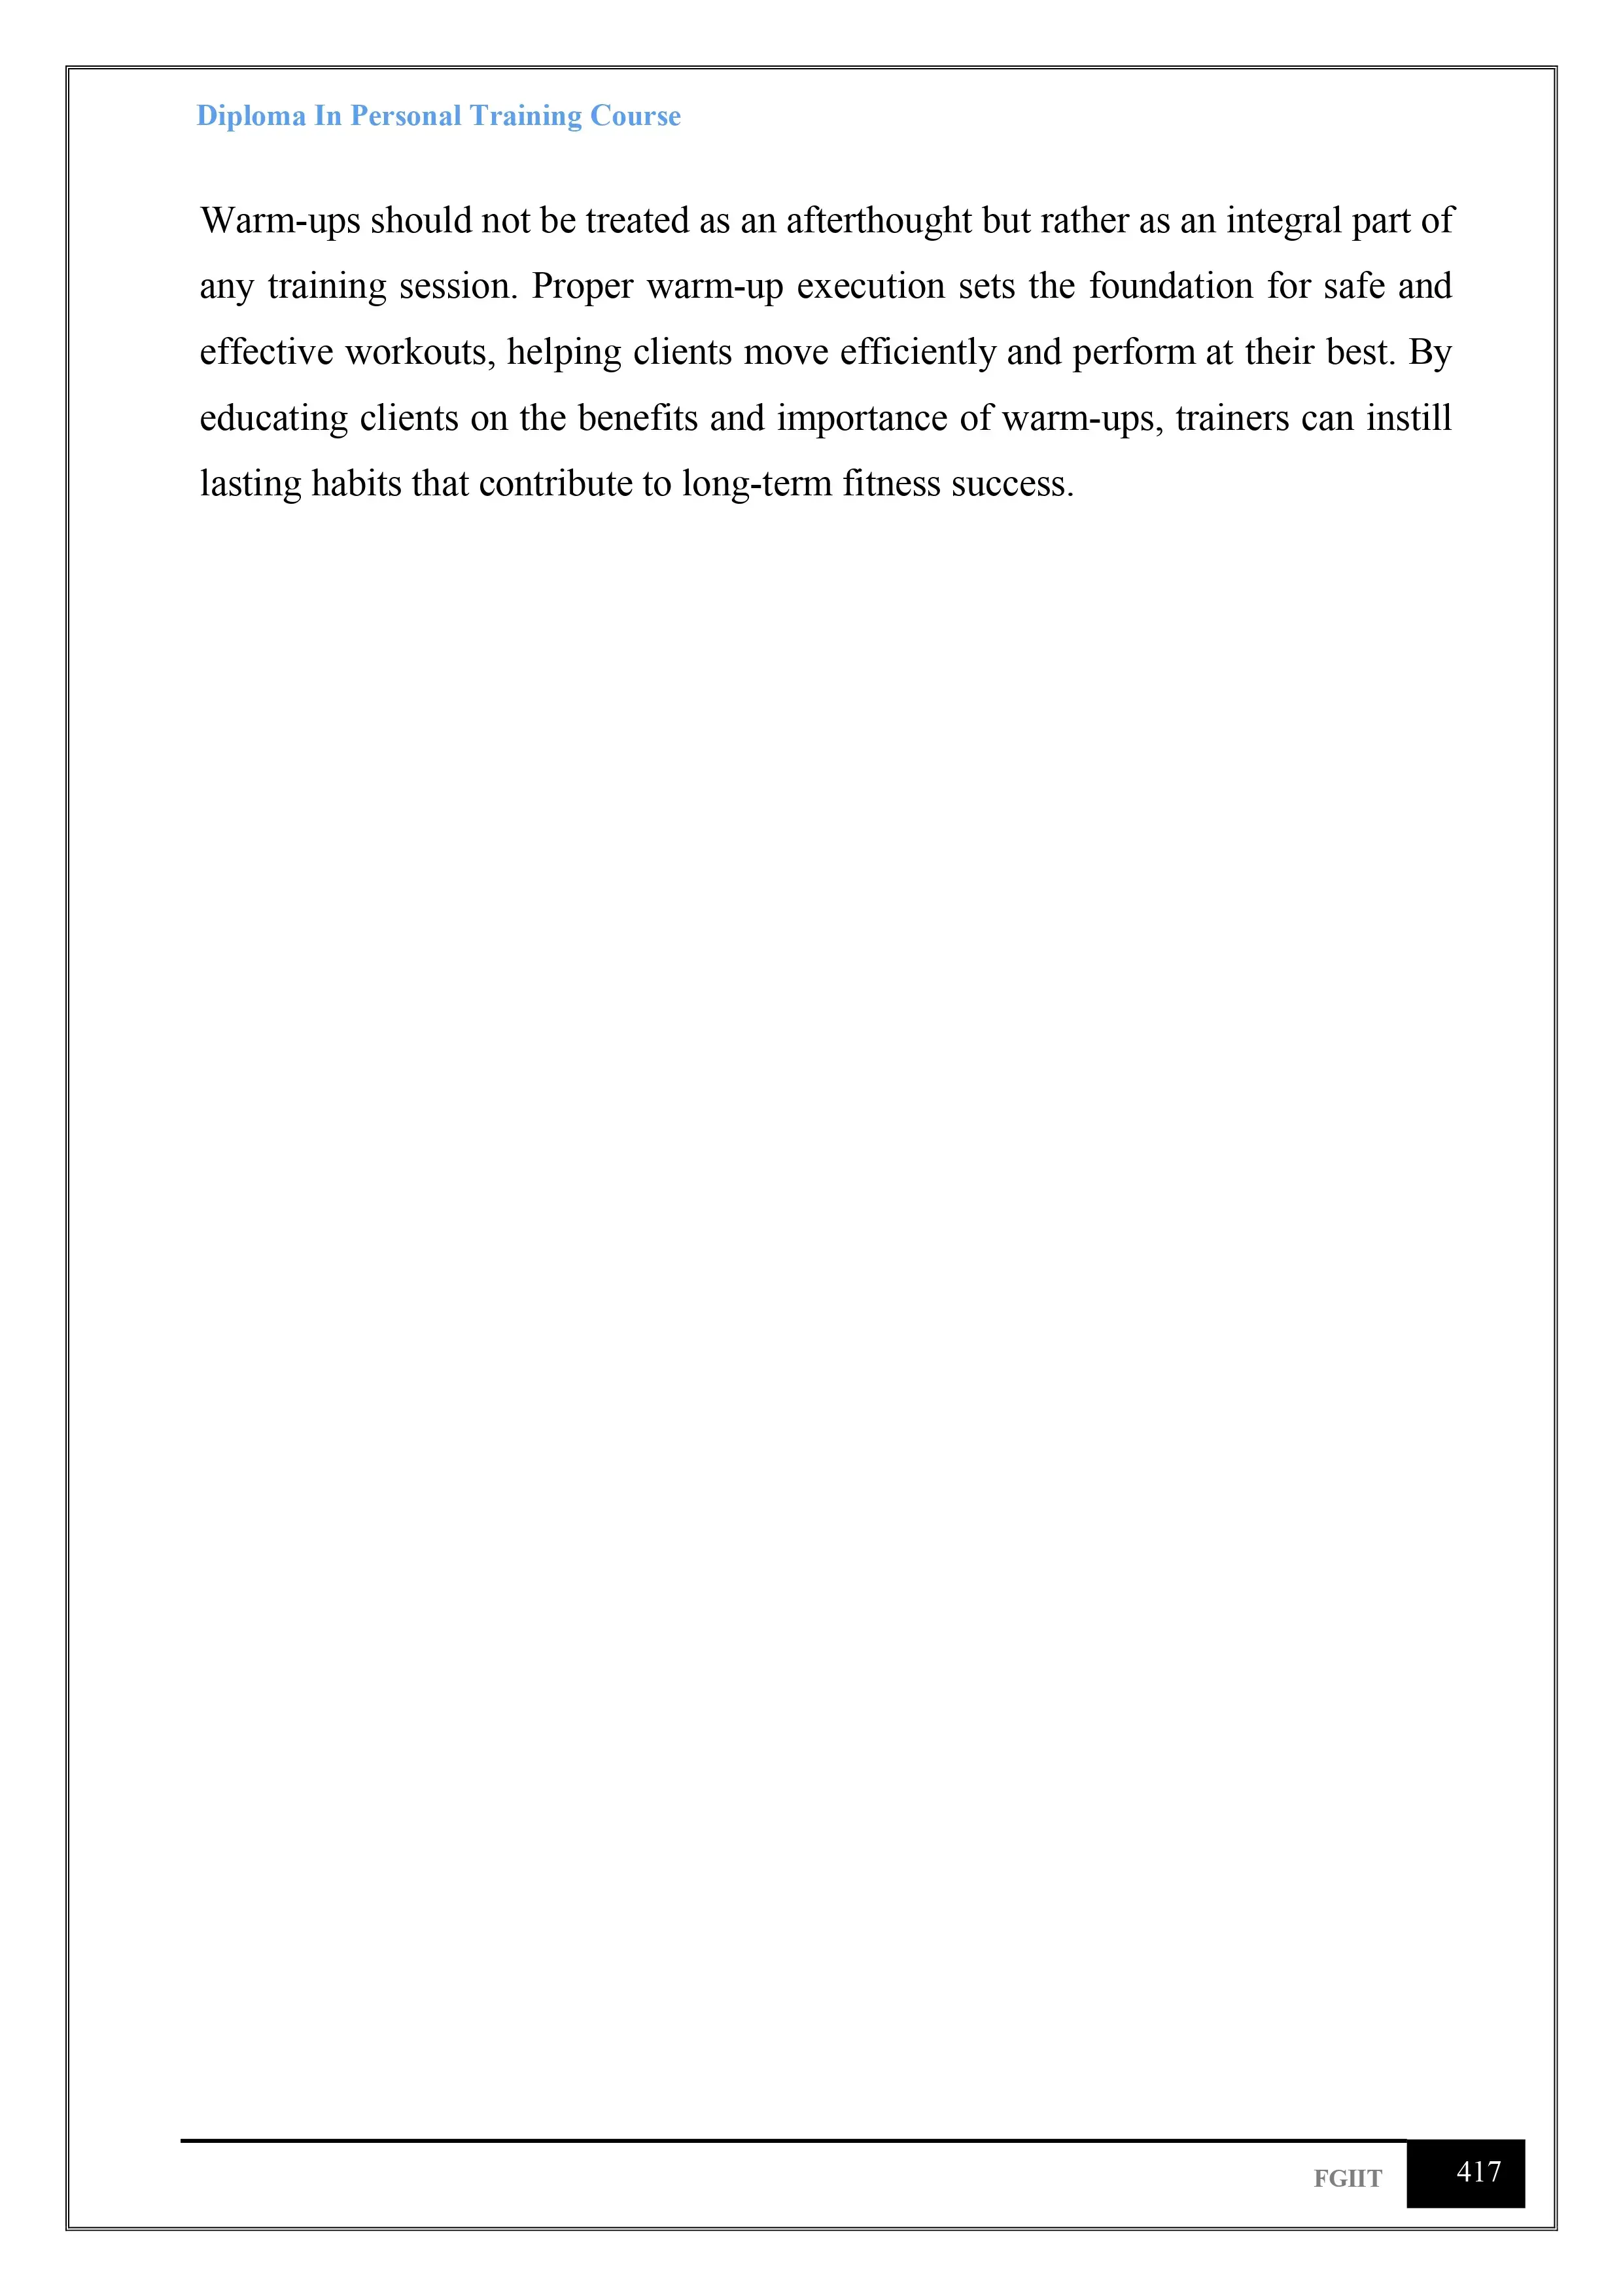 Diploma In Personal Training Course
Warm-ups should not be treated as an afterthought but rather as an integral part of
any training session. Proper warm-up execution sets the foundation for safe and
effective workouts, helping clients move efficiently and perform at their best. By
educating clients on the benefits and importance of warm-ups, trainers can instill
lasting habits that contribute to long-term fitness success.
FGIIT 417